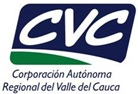 CVC
Corporación Autónoma
Regional del Valle del Cauca